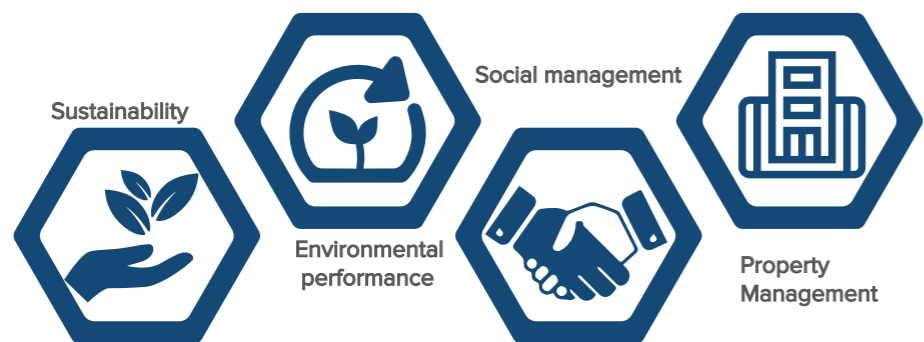 Sustainability
Environmental
performance
Social management
Property
Management